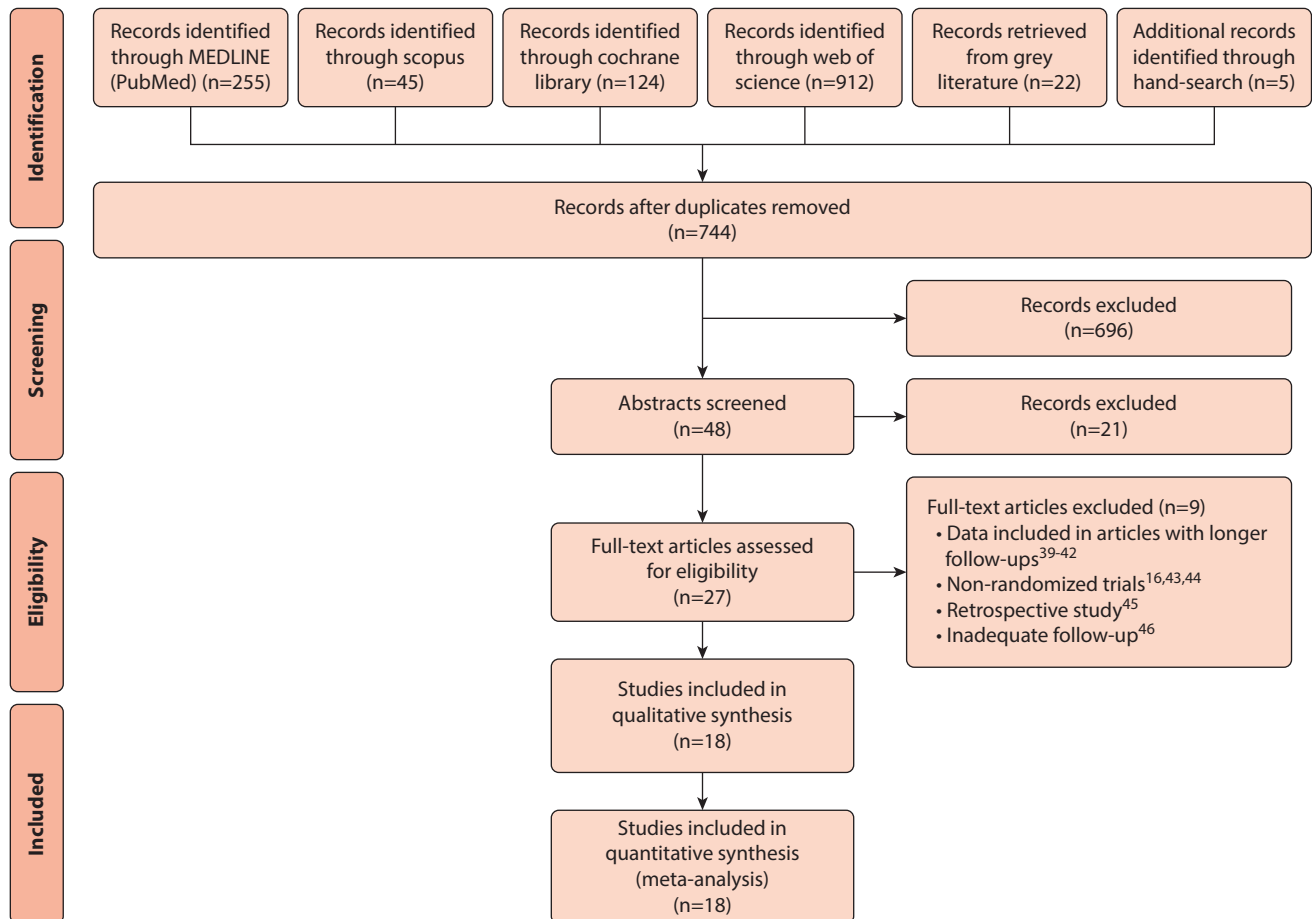 Identification
Records identified
through MEDLINE
(PubMed) (n=255)
Records identified
through scopus
(n=45)
Records identified
through cochrane
library (n=124)
Records identified
through web of
science (n=912)
Records retrieved
from grey
literature (n=22)
Additional records
identified through
hand-search (n=5)
Records after duplicates removed
(n=744)
Screening
Records excluded
(n=696)
Abstracts screened
(n=48)
Records excluded
(n=21)
Eligibility
Full-text articles assessed
for eligibility
(n=27)
Full-text articles excluded (n=9)
• Data included in articles with longer
follow-ups39-42
• Non-randomized trials16,43,44
• Retrospective study45
• Inadequate follow-up46
Studies included in
qualitative synthesis
(n=18)
Included
Studies included in
quantitative synthesis
(meta-analysis)
(n=18)